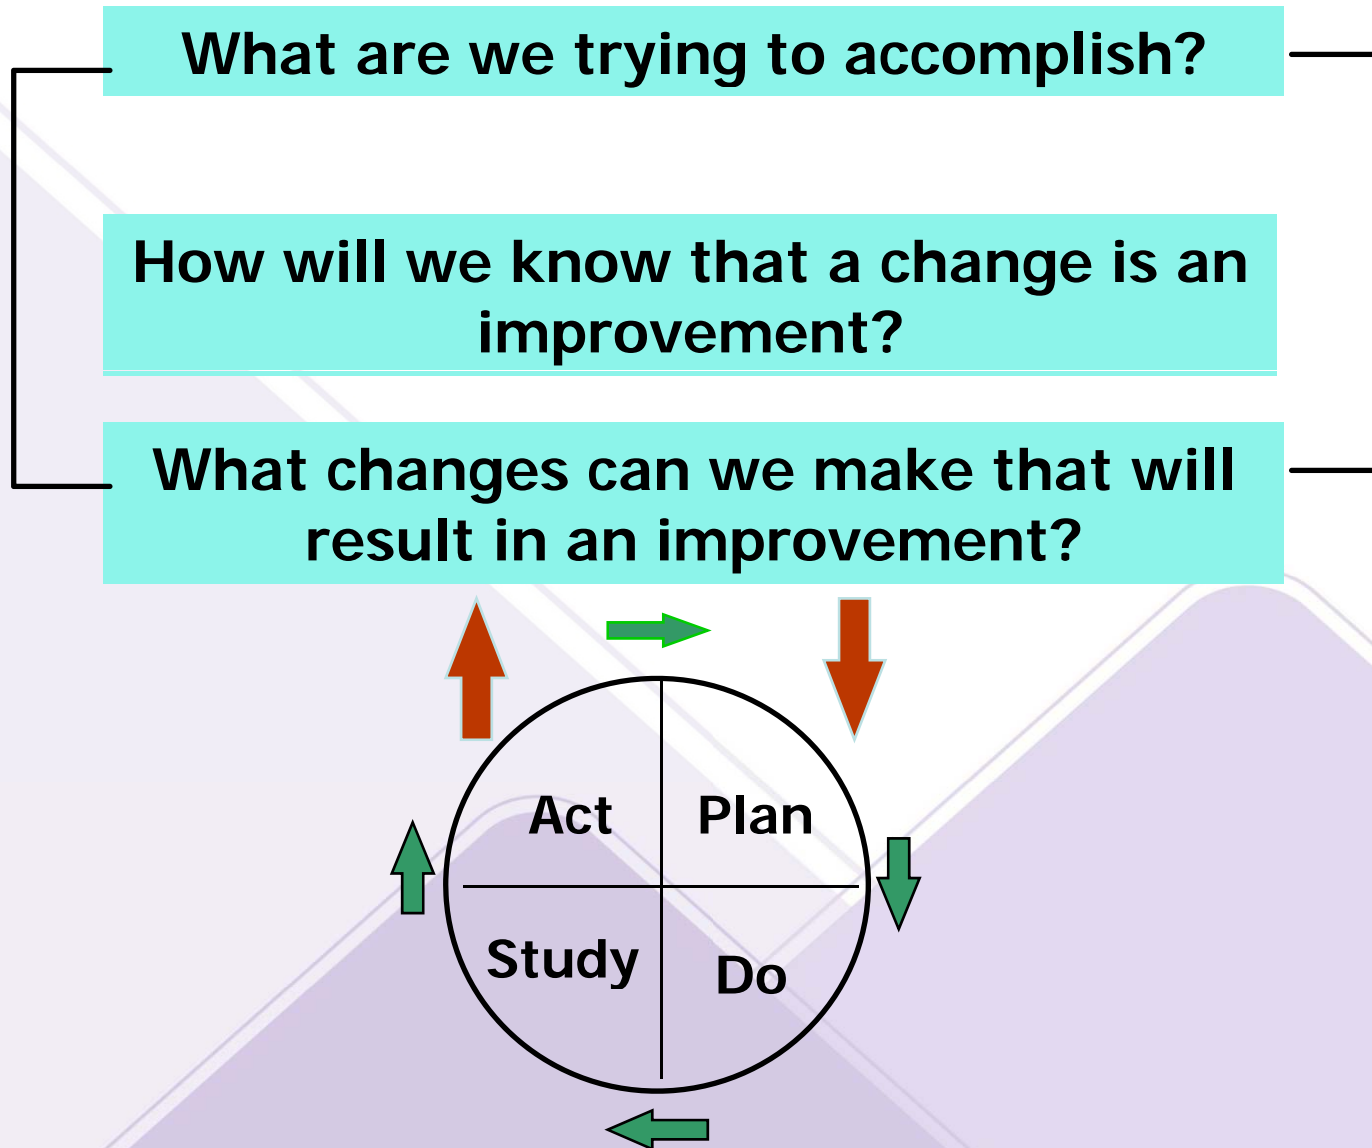 What are we trying to accomplish?
How will we know that a change is an
improvement?
What changes can we make that will
result in an improvement?
Act
Plan
Study
Do